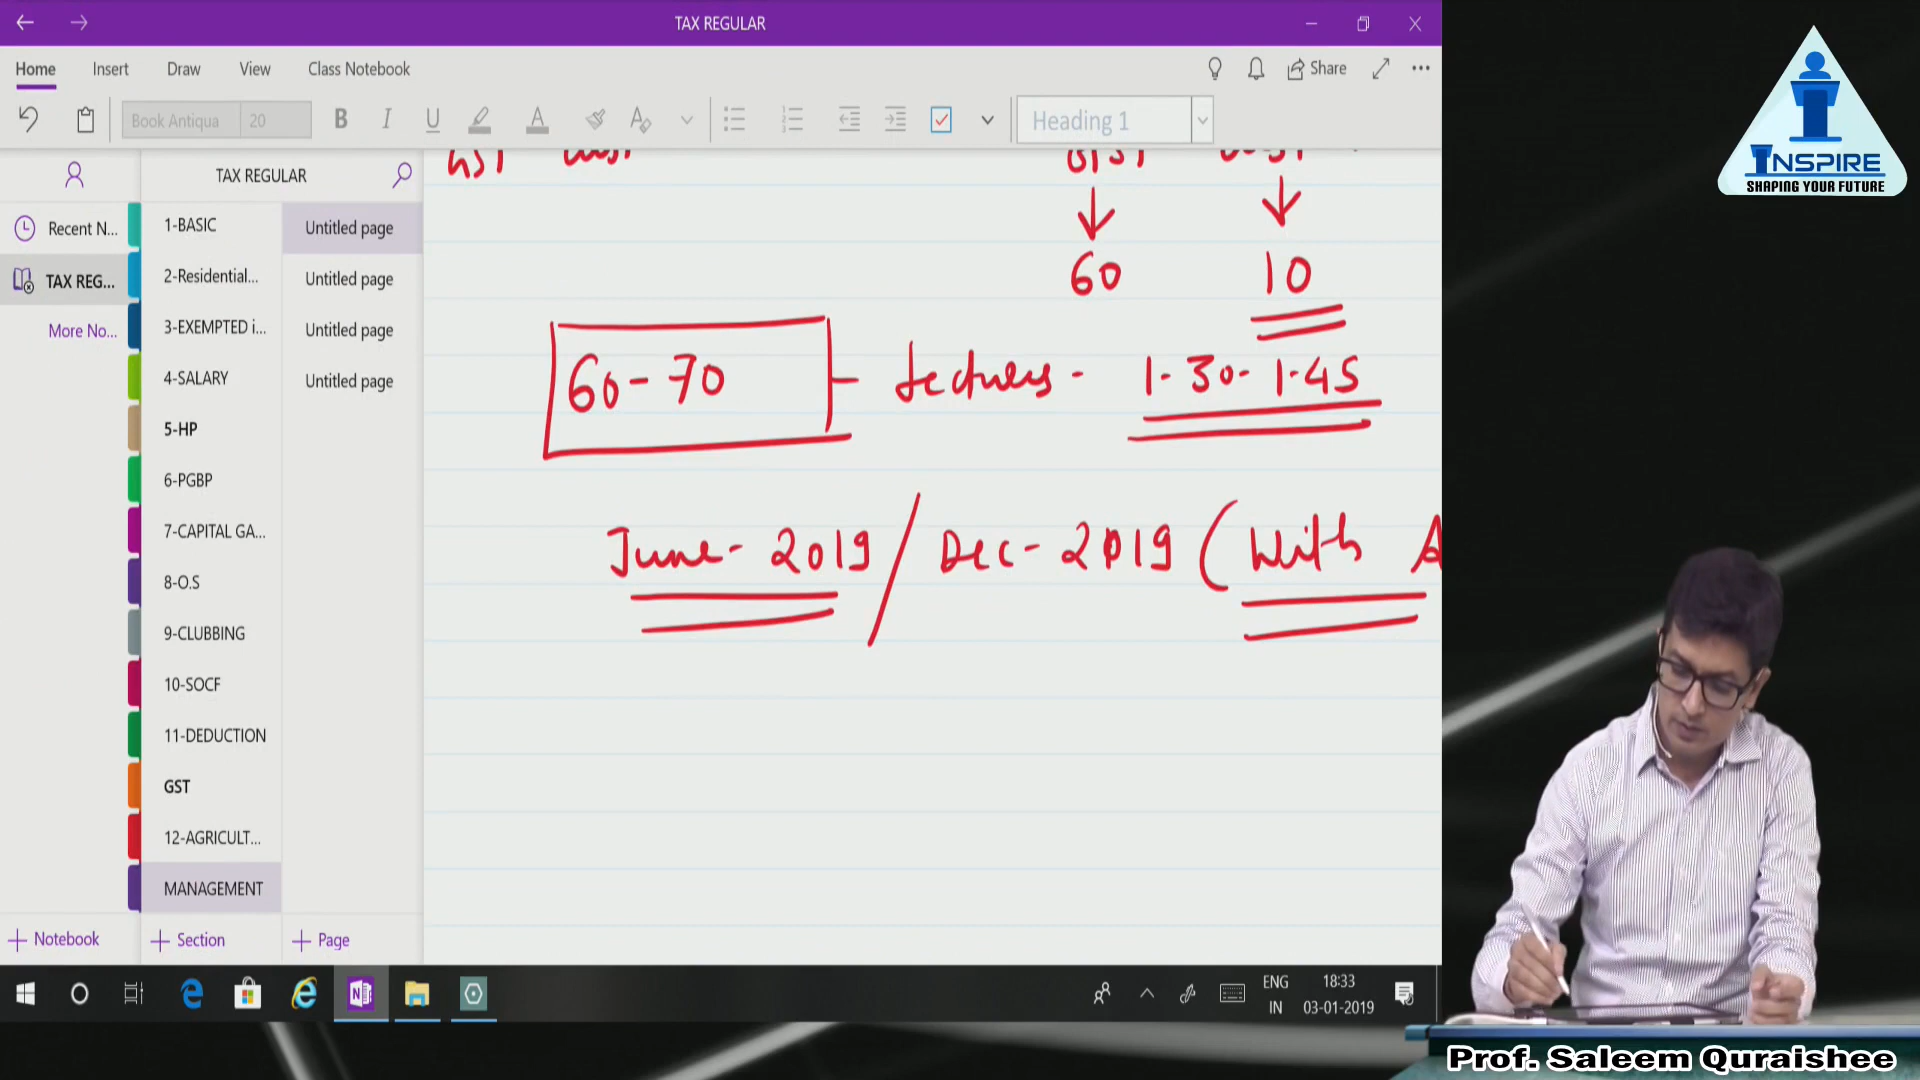 TAX REGULAR
Home Insert Draw View Class Notebook
Share
Book Antiqua 20 B I U A A Heading 1
TAX REGULAR
Recent N...
TAX REG...
More No...
1-BASIC
2-Residential...
3-EXEMPTED i...
4-SALARY
5-HP
6-PGBP
7-CAPITAL GA...
8-O.S
9-CLUBBING
10-SOCF
11-DEDUCTION
GST
12-AGRICULT...
MANAGEMENT
Untitled page
Untitled page
Untitled page
Untitled page
+ Notebook + Section + Page
60 10
60-70 - Lectures - 1.30-1.45
June-2019 / Dec-2019 (With A
ENG
IN
18:33
03-01-2019
INSPIRE
SHAPING YOUR FUTURE
Prof. Saleem Quraishee